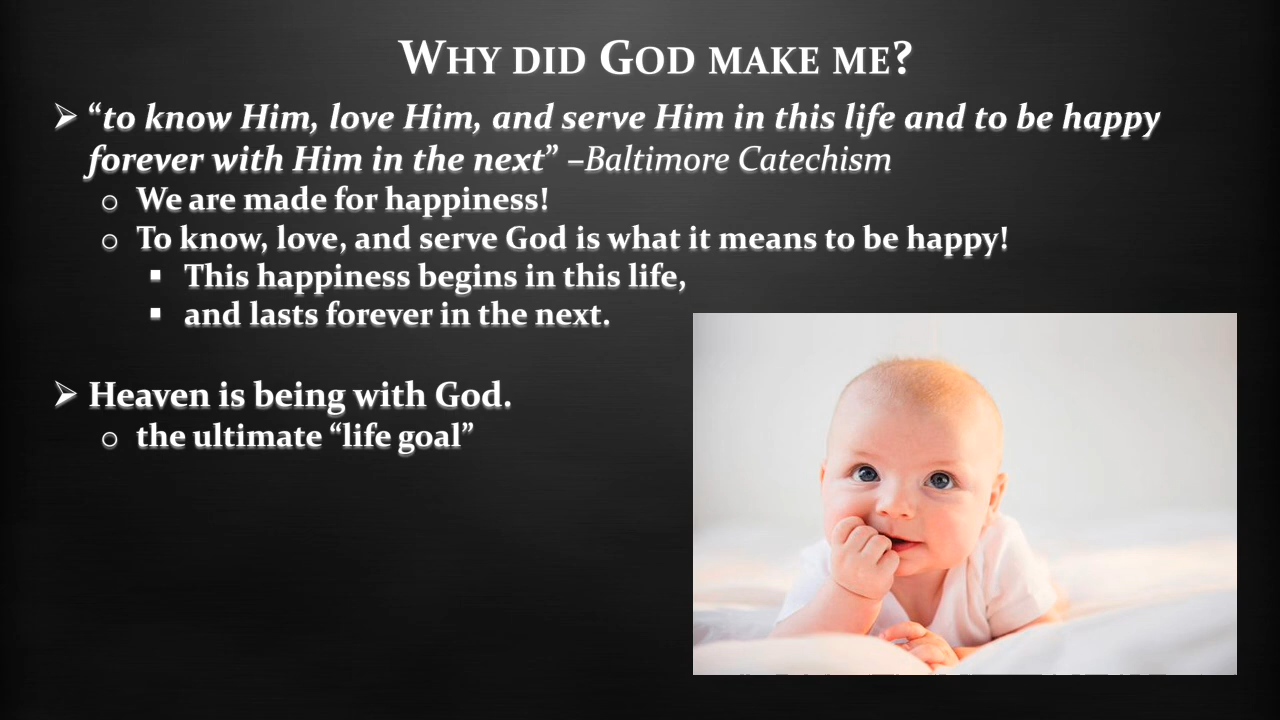 WHY DID GOD MAKE ME?
➢ “to know Him, love Him, and serve Him in this life and to be happy
forever with Him in the next” –Baltimore Catechism
o We are made for happiness!
o To know, love, and serve God is what it means to be happy!
▪ This happiness begins in this life,
▪ and lasts forever in the next.
➢ Heaven is being with God.
o the ultimate “life goal”